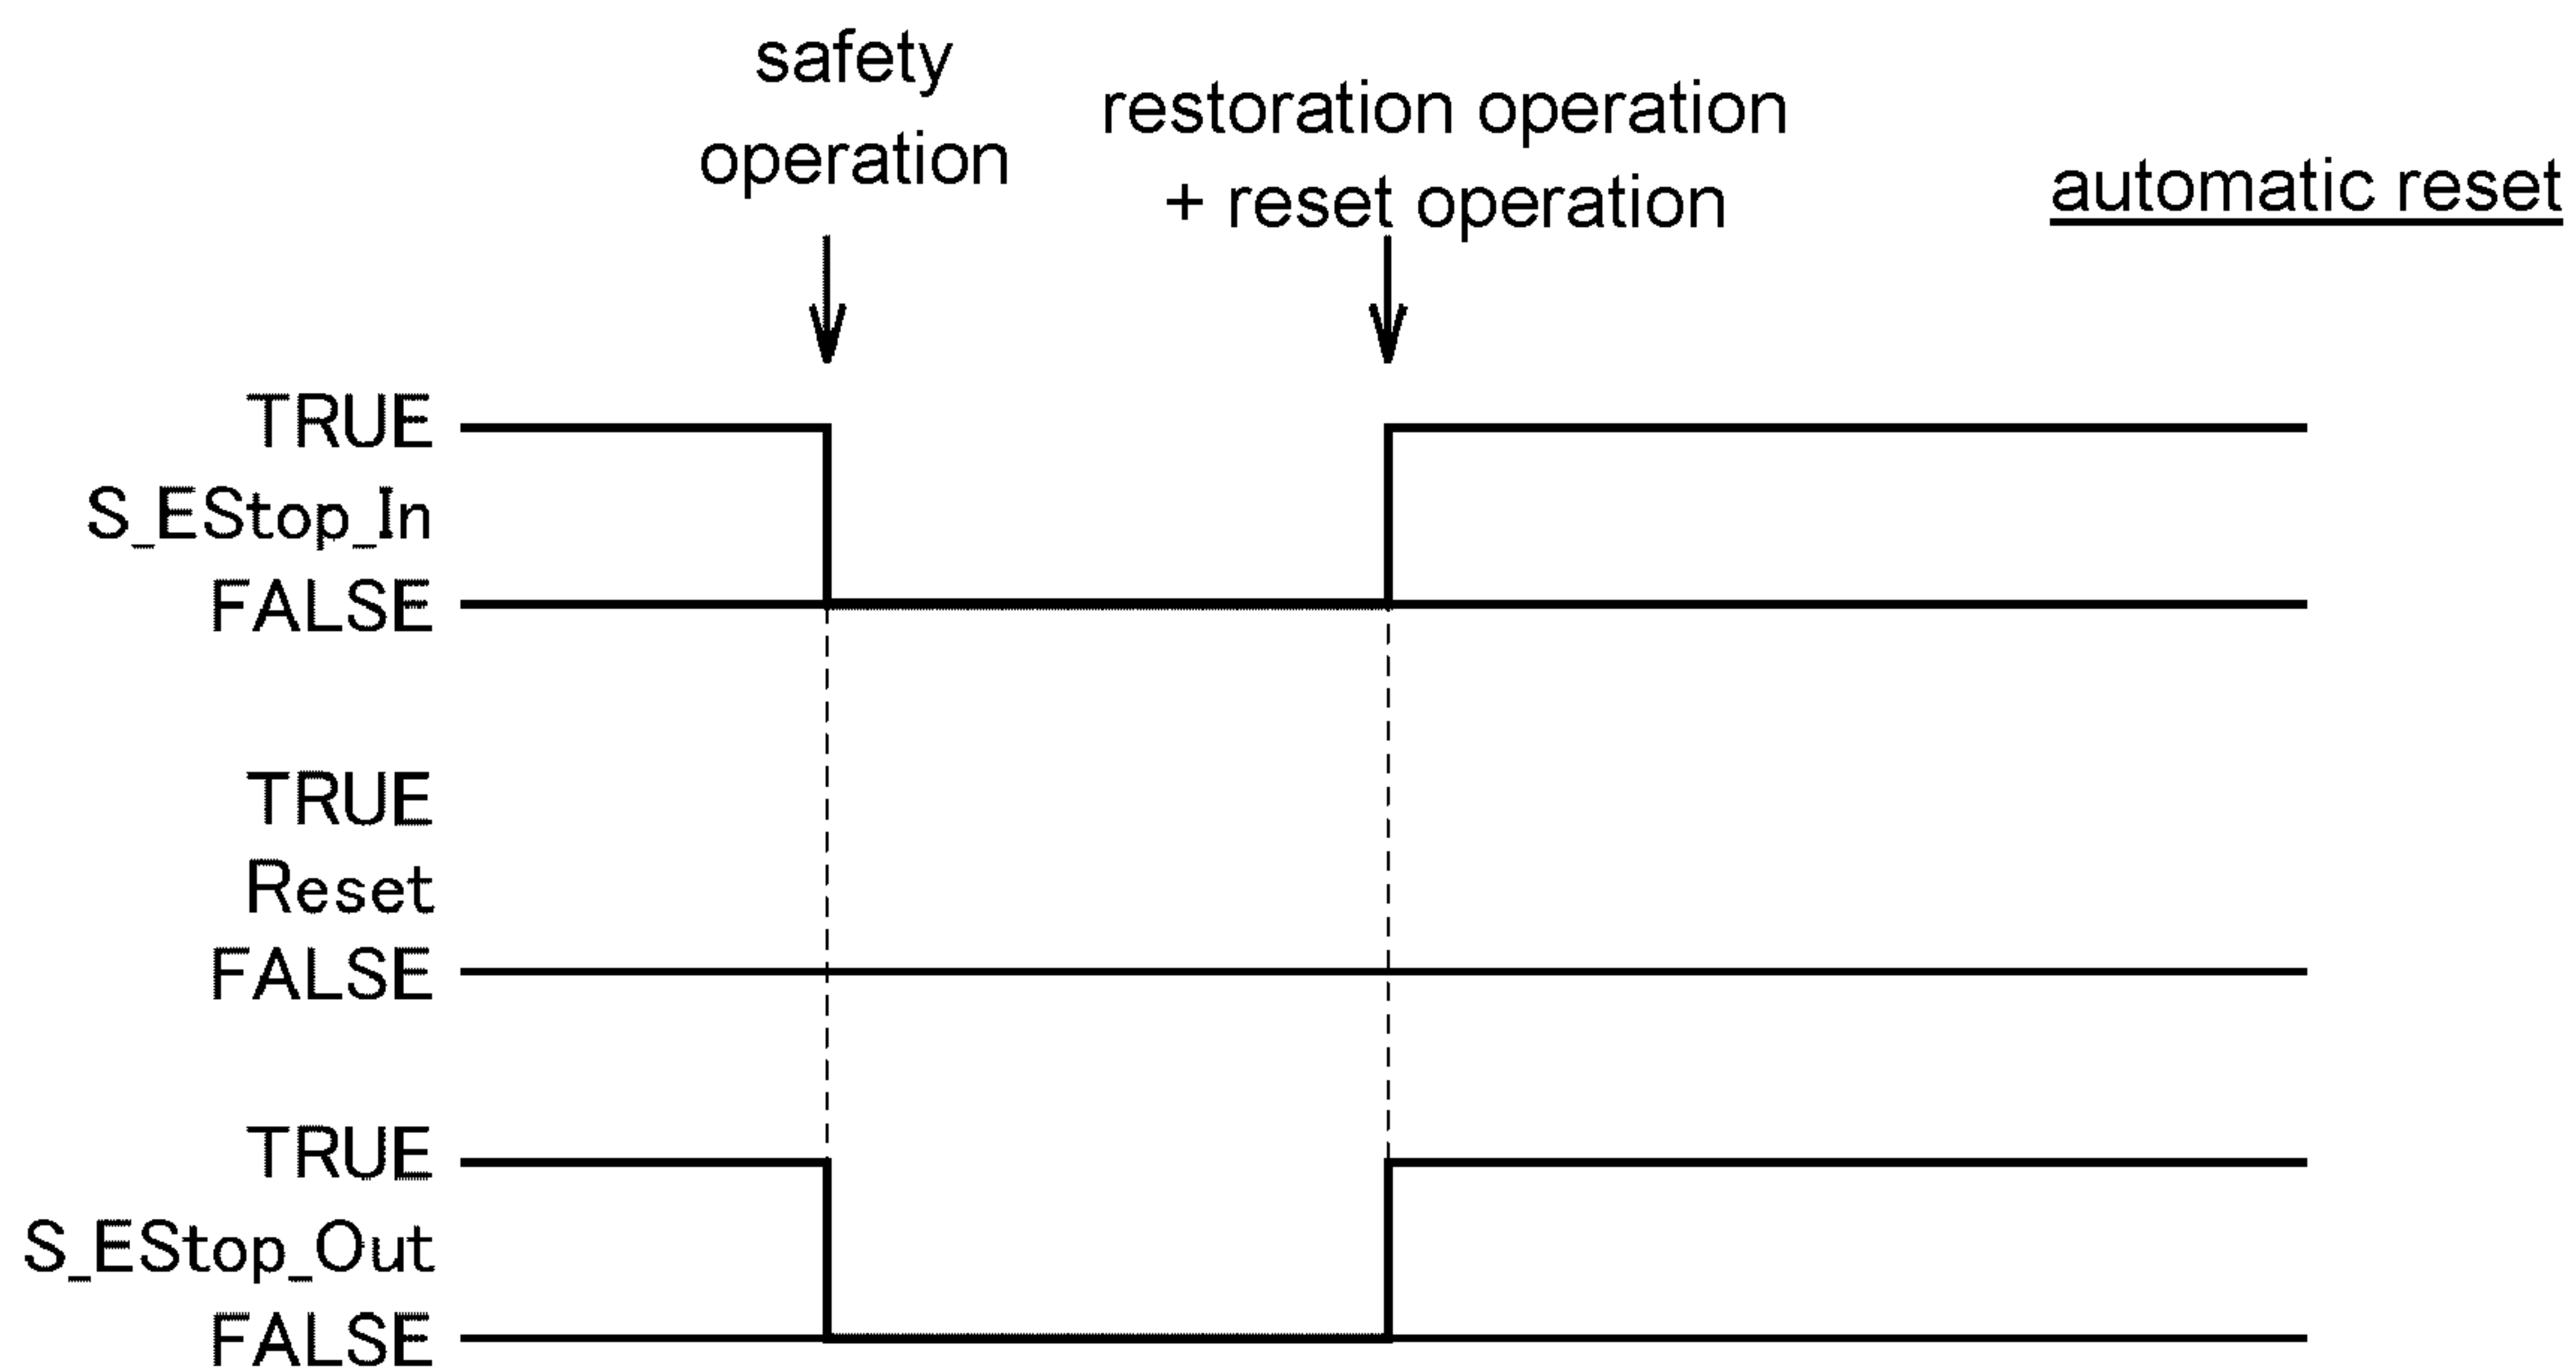 safety
operation
restoration operation
+ reset operation
automatic reset
TRUE
S_EStop_In
FALSE
TRUE
Reset
FALSE
TRUE
S_EStop_Out
FALSE